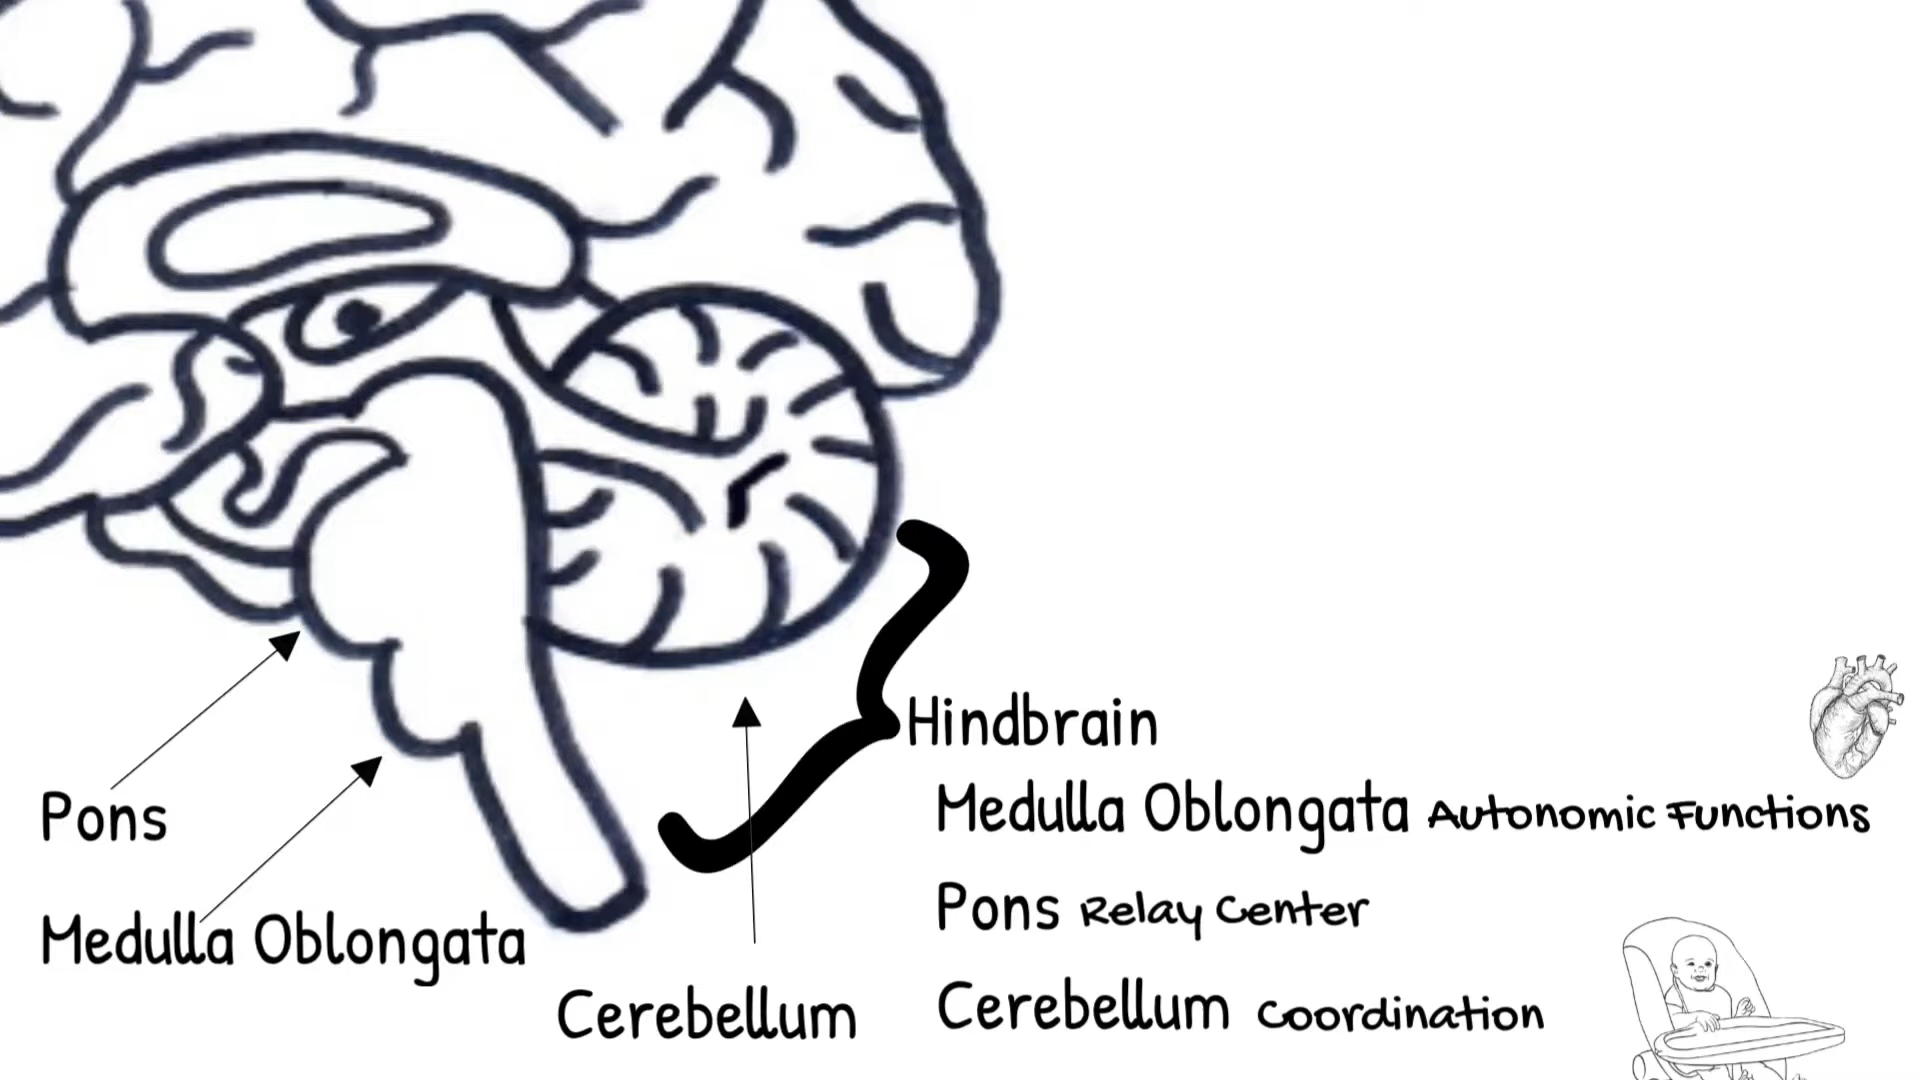 Pons
Medulla Oblongata
Cerebellum
Hindbrain
Medulla Oblongata Autonomic Functions
Pons Relay Center
Cerebellum Coordination